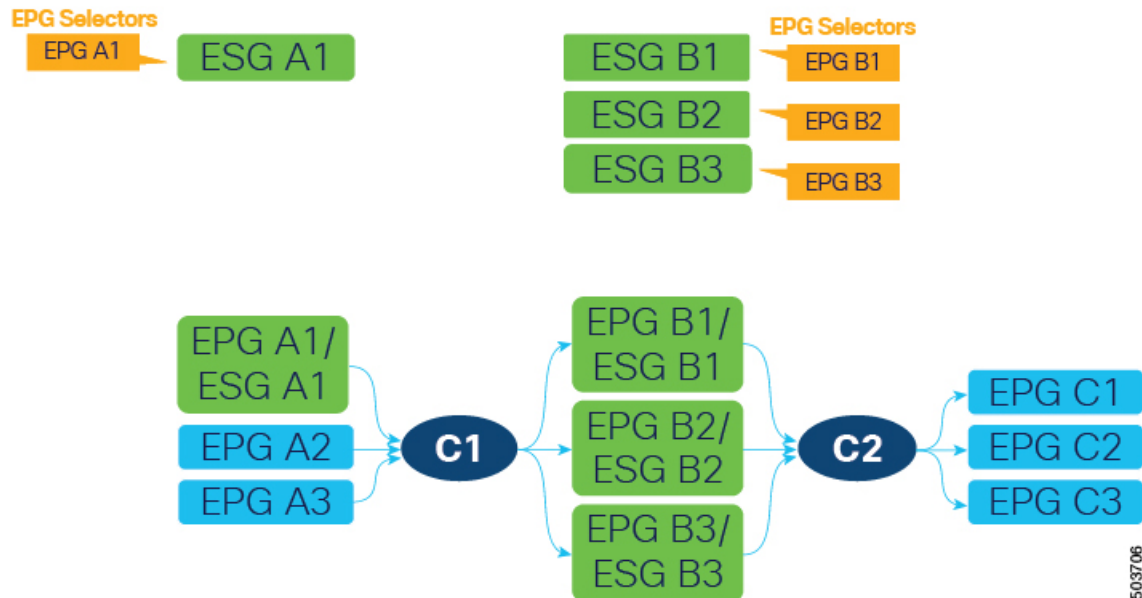 EPG Selectors
EPG A1
ESG A1
EPG Selectors
ESG B1
EPG B1
ESG B2
EPG B2
ESG B3
EPG B3
EPG A1/
ESG A1
EPG A2
EPG A3
C1
EPG B1/
ESG B1
EPG B2/
ESG B2
EPG B3/
ESG B3
C2
EPG C1
EPG C2
EPG C3
503706